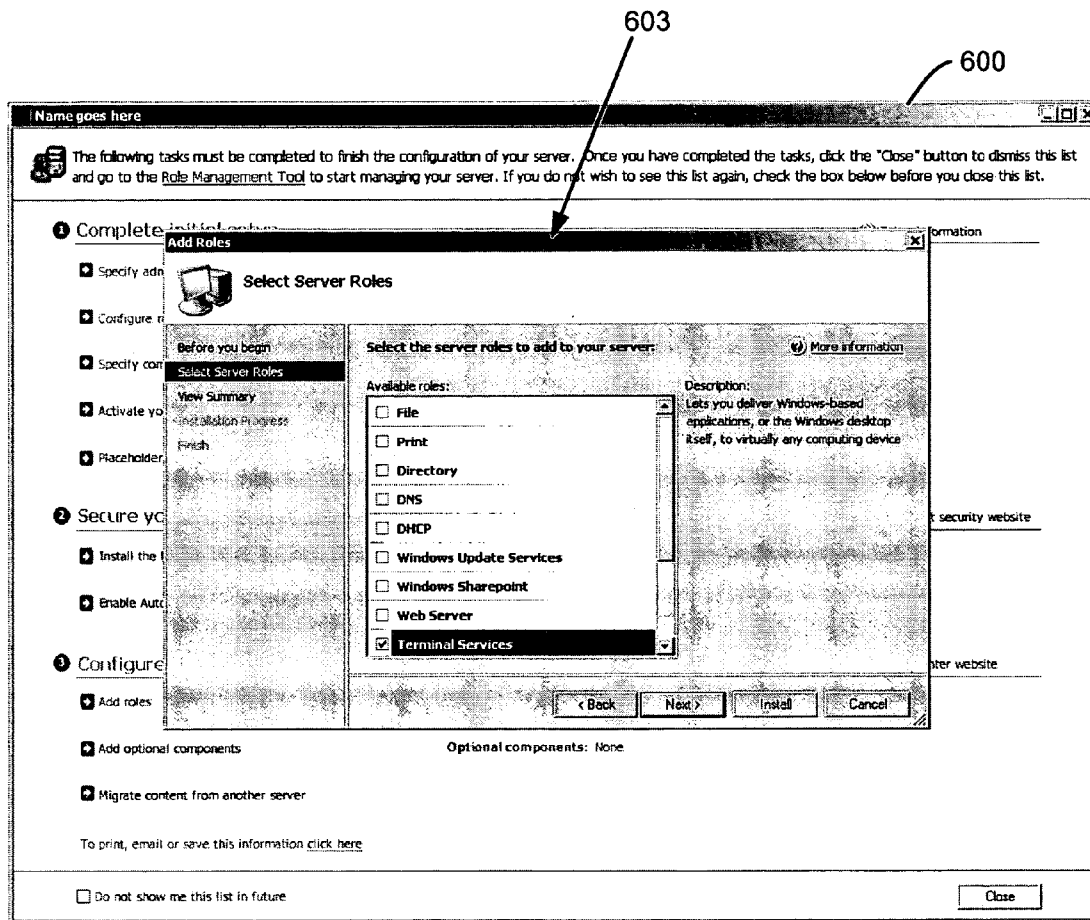 603
600
Name goes here
The following tasks must be completed to finish the configuration of your server. Once you have completed the tasks, click the "Close" button to dismiss this list
and go to the Role Management Tool to start managing your server. If you do not wish to see this list again, check the box below before you close this list.
1 Complete initial setup
ormation
Add Roles
Specify adm
Select Server Roles
Configure n
Before you begin
Select the server roles to add to your server:
More information
Specify com
Select Server Roles
View Summary
Available roles:
Description:
Activate yo
Installation Progress
File
Lets you deliver Windows-based
applications, or the Windows desktop
itself, to virtually any computing device
Finish
Print
Placeholder
Directory
DNS
2 Secure yo
t security website
DHCP
Install the
Windows Update Services
Windows Sharepoint
Enable Auto
Web Server
Terminal Services
3 Configure
nter website
Add roles
< Back
Next >
Install
Cancel
Add optional components
Optional components: None
Migrate content from another server
To print, email or save this information click here
Do not show me this list in future
Close